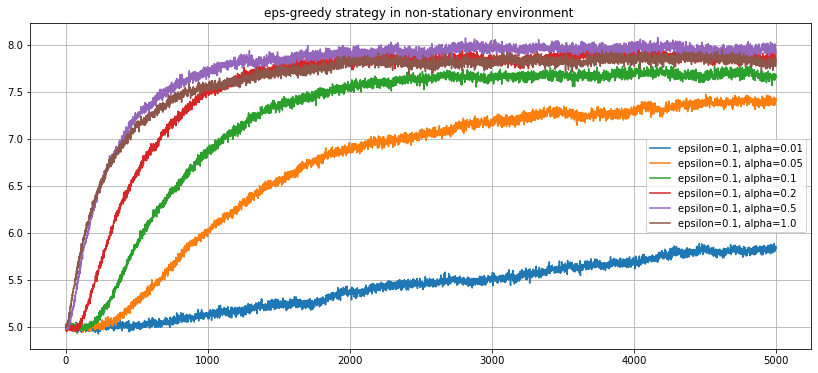 eps-greedy strategy in non-stationary environment
8.0
7.5
7.0
6.5
6.0
5.5
5.0
epsilon=0.1, alpha=0.01
epsilon=0.1, alpha=0.05
epsilon=0.1, alpha=0.1
epsilon=0.1, alpha=0.2
epsilon=0.1, alpha=0.5
epsilon=0.1, alpha=1.0
0 1000 2000 3000 4000 5000